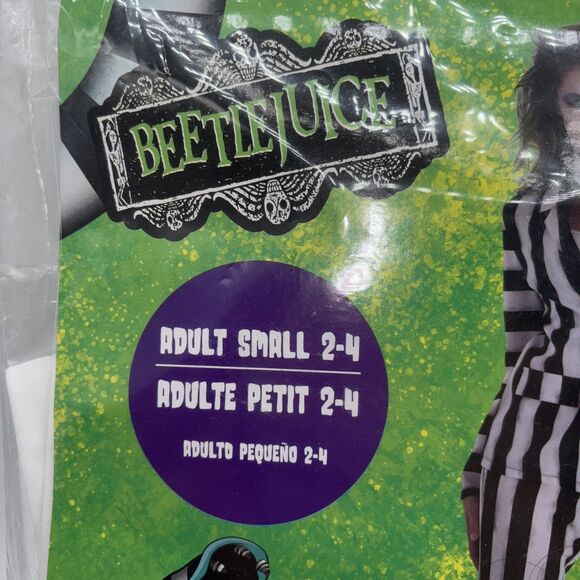 BEETLEJUICE
ADULT SMALL 2-4
ADULTE PETIT 2-4
ADULTO PEQUEÑO 2-4